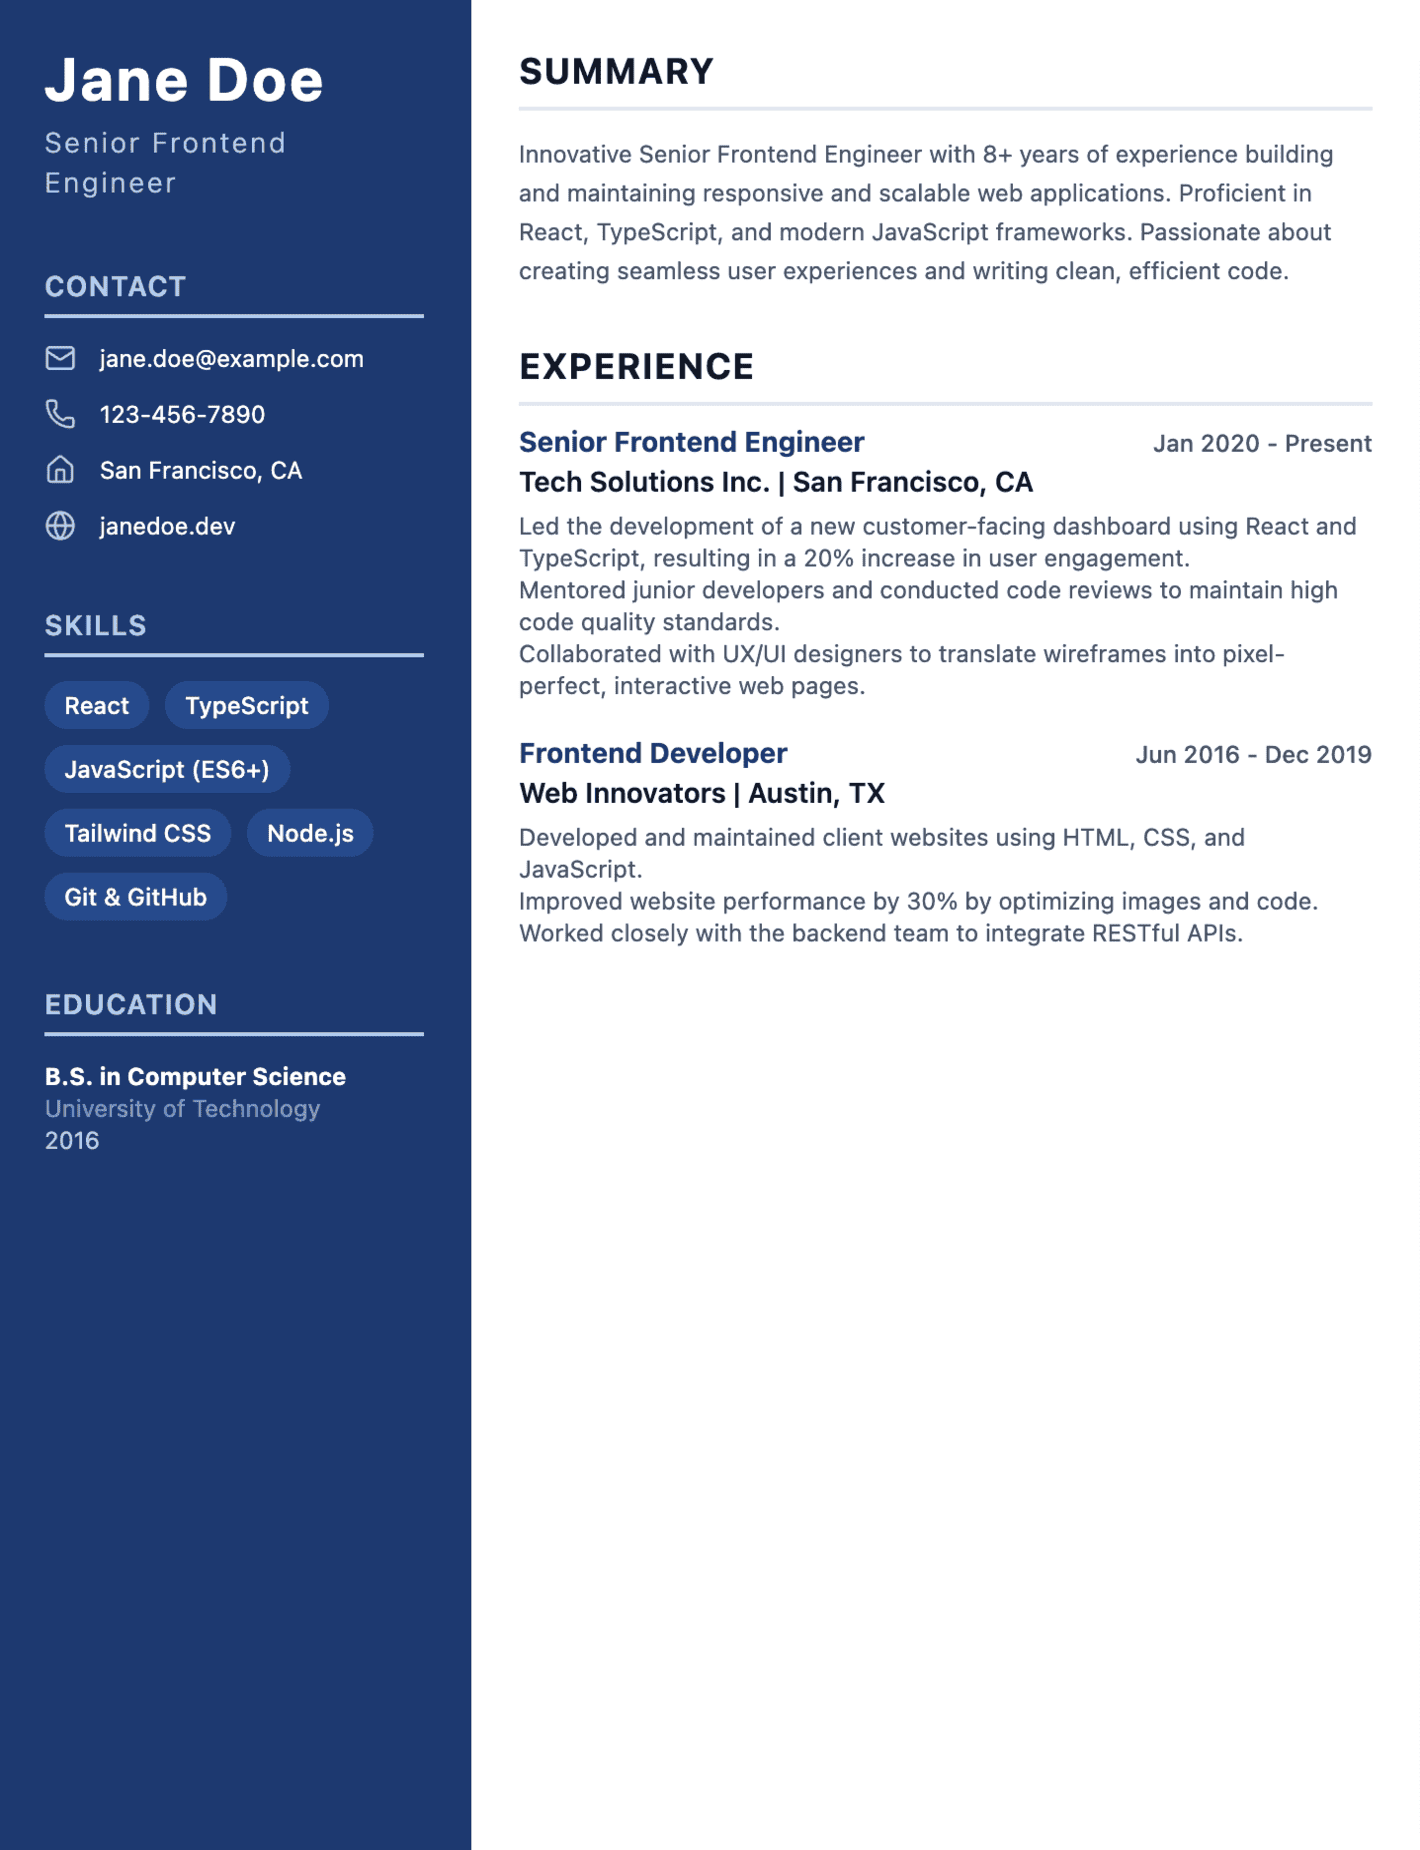 Jane Doe
Senior Frontend
Engineer
CONTACT
jane.doe@example.com
123-456-7890
San Francisco, CA
janedoe.dev
SKILLS
React
TypeScript
JavaScript (ES6+)
Tailwind CSS
Node.js
Git & GitHub
EDUCATION
B.S. in Computer Science
University of Technology
2016
SUMMARY
Innovative Senior Frontend Engineer with 8+ years of experience building
and maintaining responsive and scalable web applications. Proficient in
React, TypeScript, and modern JavaScript frameworks. Passionate about
creating seamless user experiences and writing clean, efficient code.
EXPERIENCE
Senior Frontend Engineer
Jan 2020 - Present
Tech Solutions Inc. | San Francisco, CA
Led the development of a new customer-facing dashboard using React and
TypeScript, resulting in a 20% increase in user engagement.
Mentored junior developers and conducted code reviews to maintain high
code quality standards.
Collaborated with UX/UI designers to translate wireframes into pixel-
perfect, interactive web pages.
Frontend Developer
Jun 2016 - Dec 2019
Web Innovators | Austin, TX
Developed and maintained client websites using HTML, CSS, and
JavaScript.
Improved website performance by 30% by optimizing images and code.
Worked closely with the backend team to integrate RESTful APIs.